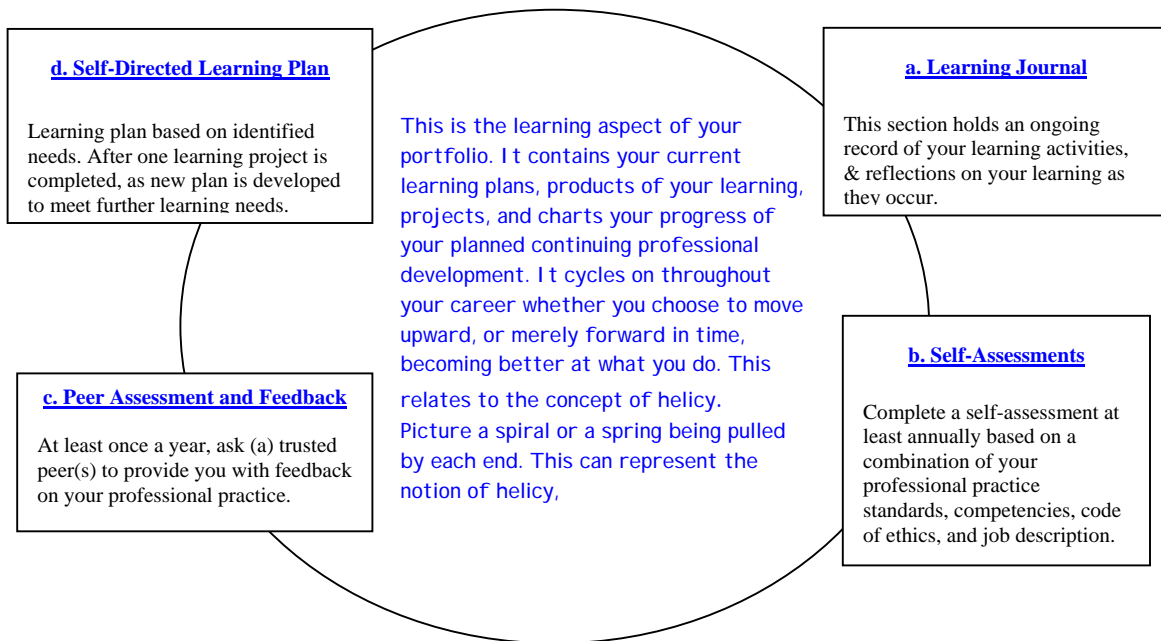 d. Self-Directed Learning Plan
Learning plan based on identified
needs. After one learning project is
completed, as new plan is developed
to meet further learning needs.
a. Learning Journal
This section holds an ongoing
record of your learning activities,
& reflections on your learning as
they occur.
This is the learning aspect of your
portfolio. It contains your current
learning plans, products of your learning,
projects, and charts your progress of
your planned continuing professional
development. It cycles on throughout
your career whether you choose to move
upward, or merely forward in time,
becoming better at what you do. This
relates to the concept of helicy.
Picture a spiral or a spring being pulled
by each end. This can represent the
notion of helicy,
c. Peer Assessment and Feedback
At least once a year, ask (a) trusted
peer(s) to provide you with feedback
on your professional practice.
b. Self-Assessments
Complete a self-assessment at
least annually based on a
combination of your
professional practice
standards, competencies, code
of ethics, and job description.